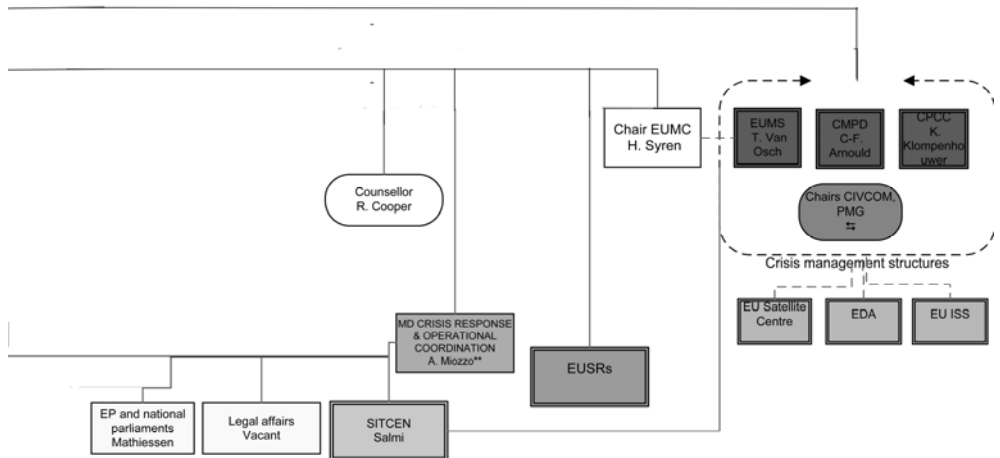 EUMS
T. Van
Osch
CMPD
C-F.
Arnould
CPCC
K.
Klompenho
uwer
Chair EUMC
H. Syren
Counsellor
R. Cooper
Chairs CIVCOM,
PMG
⇆
Crisis management structures
EU Satellite
Centre
EDA
EU ISS
MD CRISIS RESPONSE
& OPERATIONAL
COORDINATION
A. Miozzo**
EUSRs
EP and national
parliaments
Mathiessen
Legal affairs
Vacant
SITCEN
Salmi